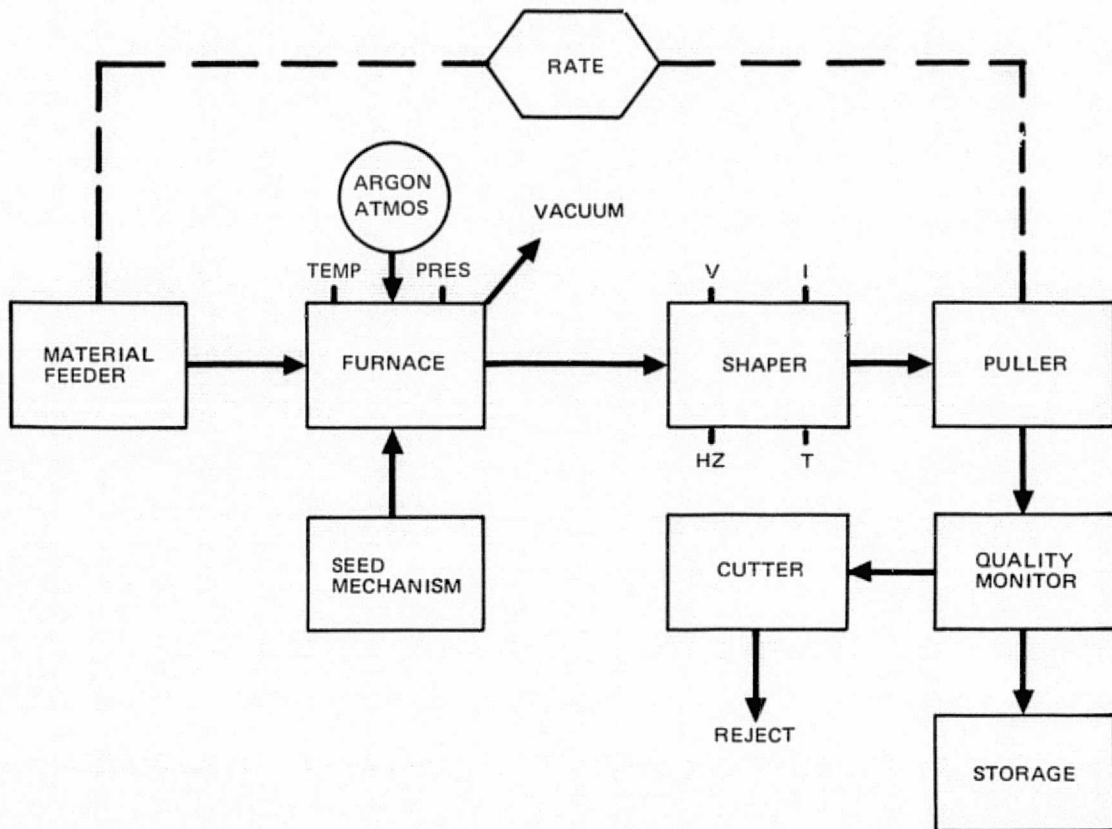 RATE
ARGON
ATMOS
VACUUM
TEMP
PRES
V
I
MATERIAL
FEEDER
FURNACE
SHAPER
PULLER
HZ
T
SEED
MECHANISM
CUTTER
QUALITY
MONITOR
REJECT
STORAGE